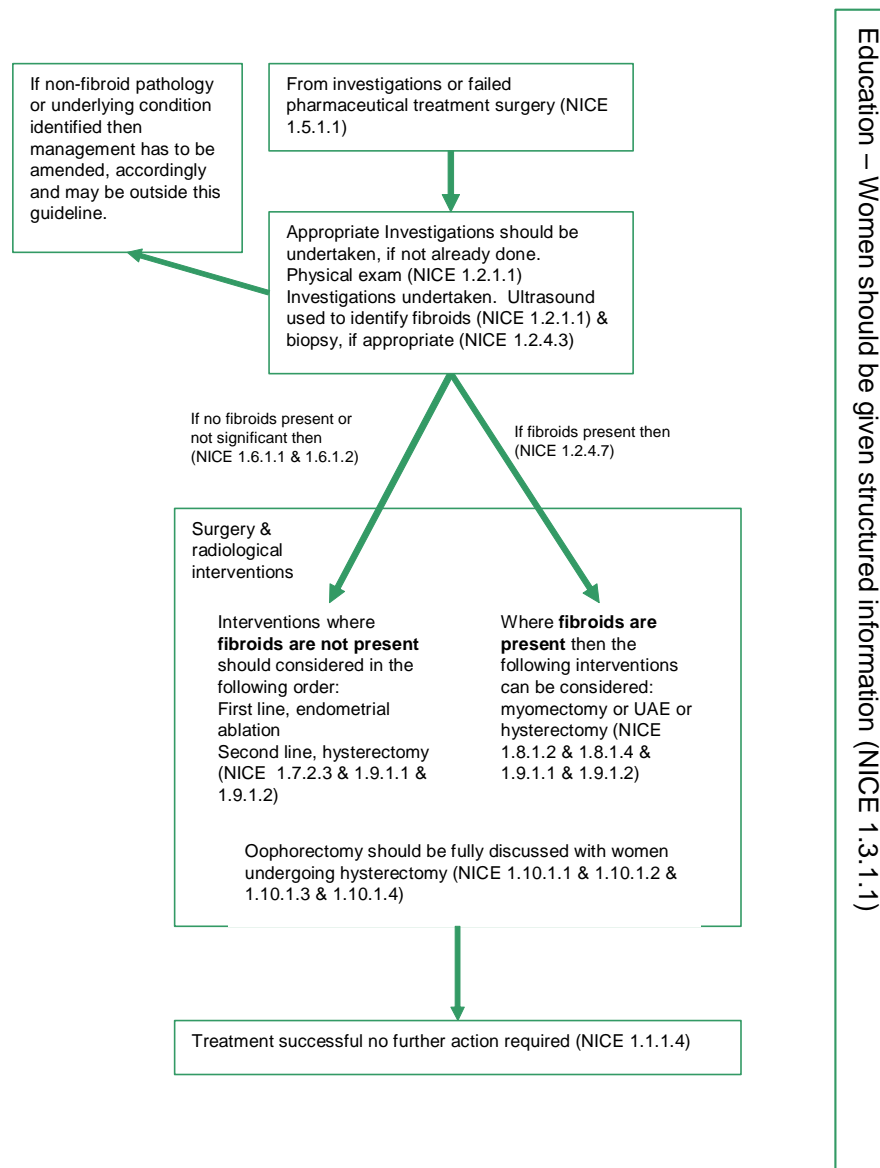 If non-fibroid pathology
or underlying condition
identified then
management has to be
amended, accordingly
and may be outside this
guideline.
From investigations or failed
pharmaceutical treatment surgery (NICE
1.5.1.1)
Appropriate Investigations should be
undertaken, if not already done.
Physical exam (NICE 1.2.1.1)
Investigations undertaken.  Ultrasound
used to identify fibroids (NICE 1.2.1.1) &
biopsy, if appropriate (NICE 1.2.4.3)
If no fibroids present or
not significant then
(NICE 1.6.1.1 & 1.6.1.2)
If fibroids present then
(NICE 1.2.4.7)
Surgery &
radiological
interventions
Interventions where
fibroids are not present
should considered in the
following order:
First line, endometrial
ablation
Second line, hysterectomy
(NICE  1.7.2.3 & 1.9.1.1 &
1.9.1.2)
Where fibroids are
present then the
following interventions
can be considered:
myomectomy or UAE or
hysterectomy (NICE
1.8.1.2 & 1.8.1.4 &
1.9.1.1 & 1.9.1.2)
Oophorectomy should be fully discussed with women
undergoing hysterectomy (NICE 1.10.1.1 & 1.10.1.2 &
1.10.1.3 & 1.10.1.4)
Treatment successful no further action required (NICE 1.1.1.4)
Education – Women should be given structured information (NICE 1.3.1.1)